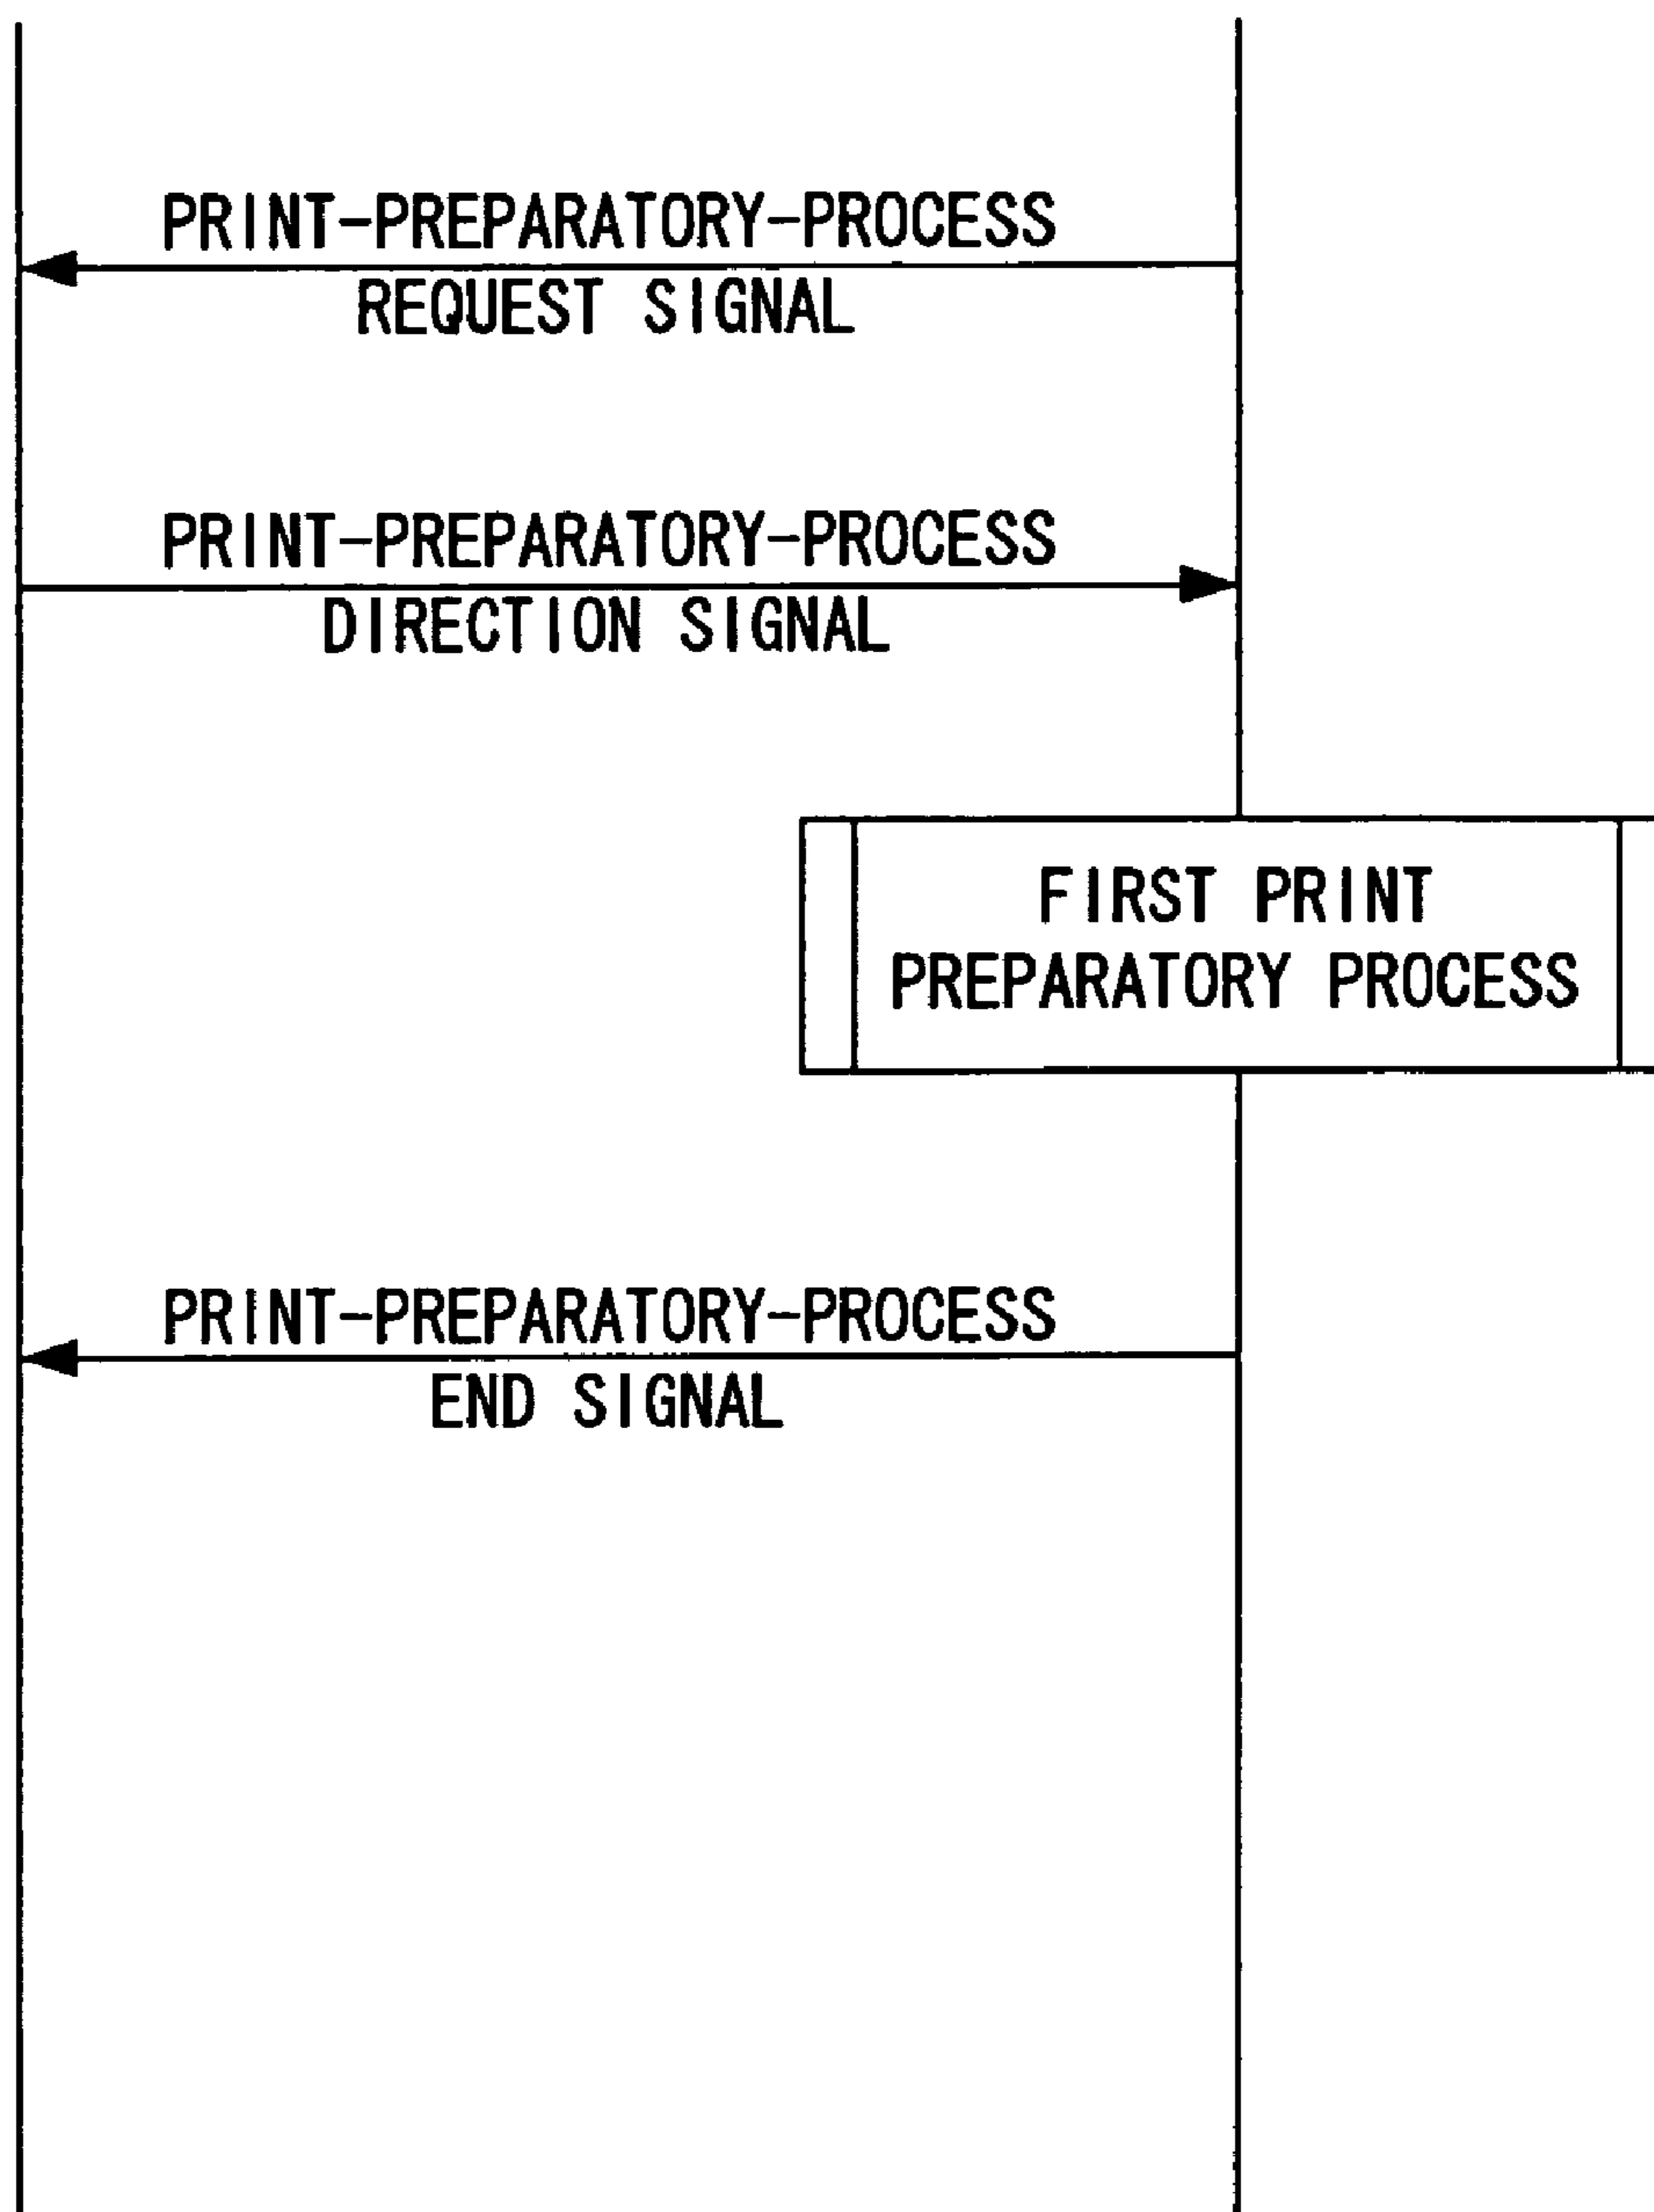 PRINT-PREPARATORY-PROCESS
REQUEST SIGNAL
PRINT-PREPARATORY-PROCESS
DIRECTION SIGNAL
FIRST PRINT
PREPARATORY PROCESS
PRINT-PREPARATORY-PROCESS
END SIGNAL